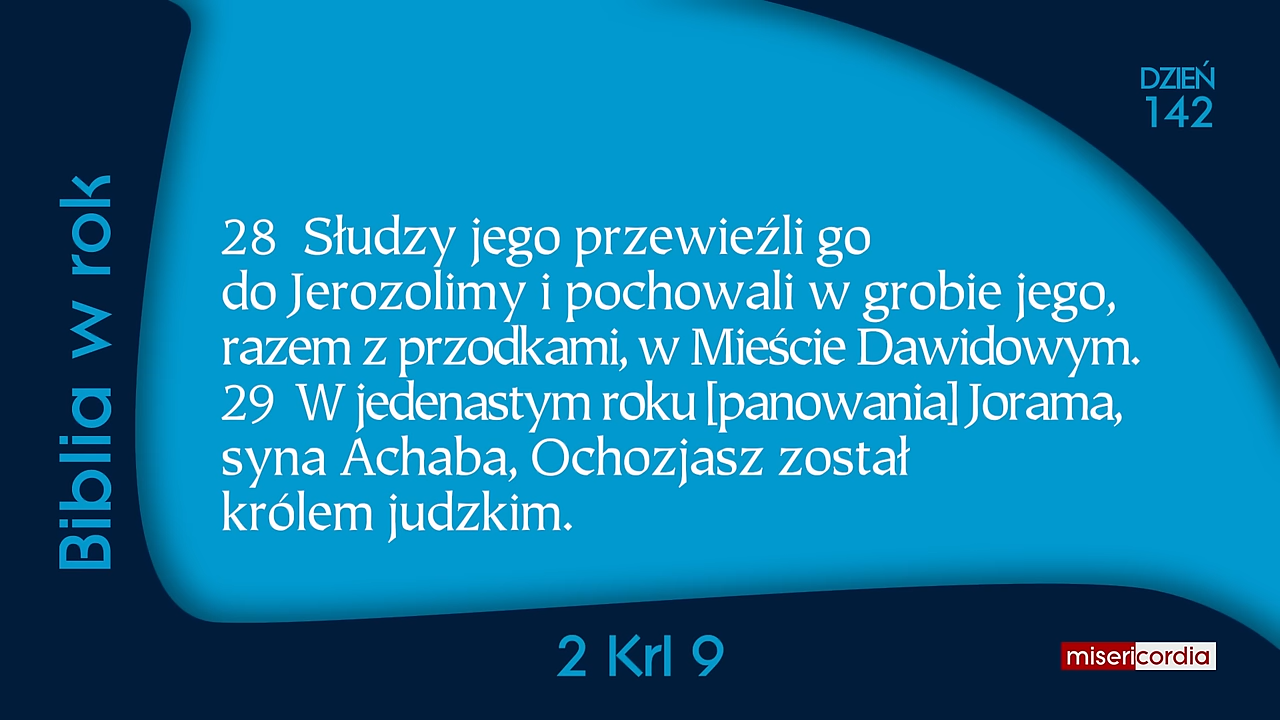 DZIEŃ
142
Biblia w rok
28 Słudzy jego przewieźli go
do Jerozolimy i pochowali w grobie jego,
razem z przodkami, w Mieście Dawidowym.
29 W jedenastym roku [panowania] Jorama,
syna Achaba, Ochozjasz został
królem judzkim.
2 Krl 9
misericordia